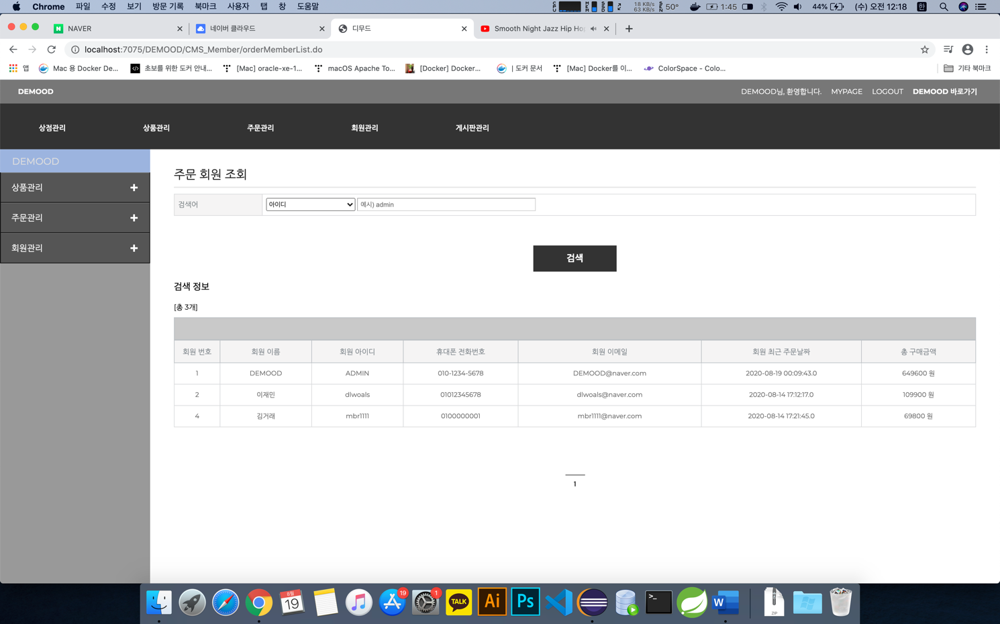 Chrome 파일 수정 보기 방문 기록 북마크 사용자 탭 창 도움말 18 KB/s 63 KB/s 50° 1:45 44% (수) 오전 12:18 한
NAVER 네이버 클라우드 디무드 Smooth Night Jazz Hip Ho
localhost:7075/DEMOOD/CMS_Member/orderMemberList.do
앱 Mac 용 Docker De... 초보를 위한 도커 안내... [Mac] oracle-xe-1... macOS Apache To... [Docker] Docker... | 도커 문서 [Mac] Docker를 이... ColorSpace - Colo... 기타 북마크
DEMOOD DEMOOD님, 환영합니다. MYPAGE LOGOUT DEMOOD 바로가기
상점관리 상품관리 주문관리 회원관리 게시판관리
DEMOOD
상품관리
주문관리
회원관리
주문 회원 조회
검색어 아이디 예시) admin
검색
검색 정보
[총 3개]
회원 번호 회원 이름 회원 아이디 휴대폰 전화번호 회원 이메일 회원 최근 주문날짜 총 구매금액
1 DEMOOD ADMIN 010-1234-5678 DEMOOD@naver.com 2020-08-19 00:09:43.0 649600 원
2 이재민 dlwoals 01012345678 dlwoals@naver.com 2020-08-14 17:12:17.0 109900 원
4 김거래 mbr1111 0100000001 mbr1111@naver.com 2020-08-14 17:21:45.0 69800 원
1
8월 19 19 1 TALK Ai Ps >_ W ZIP